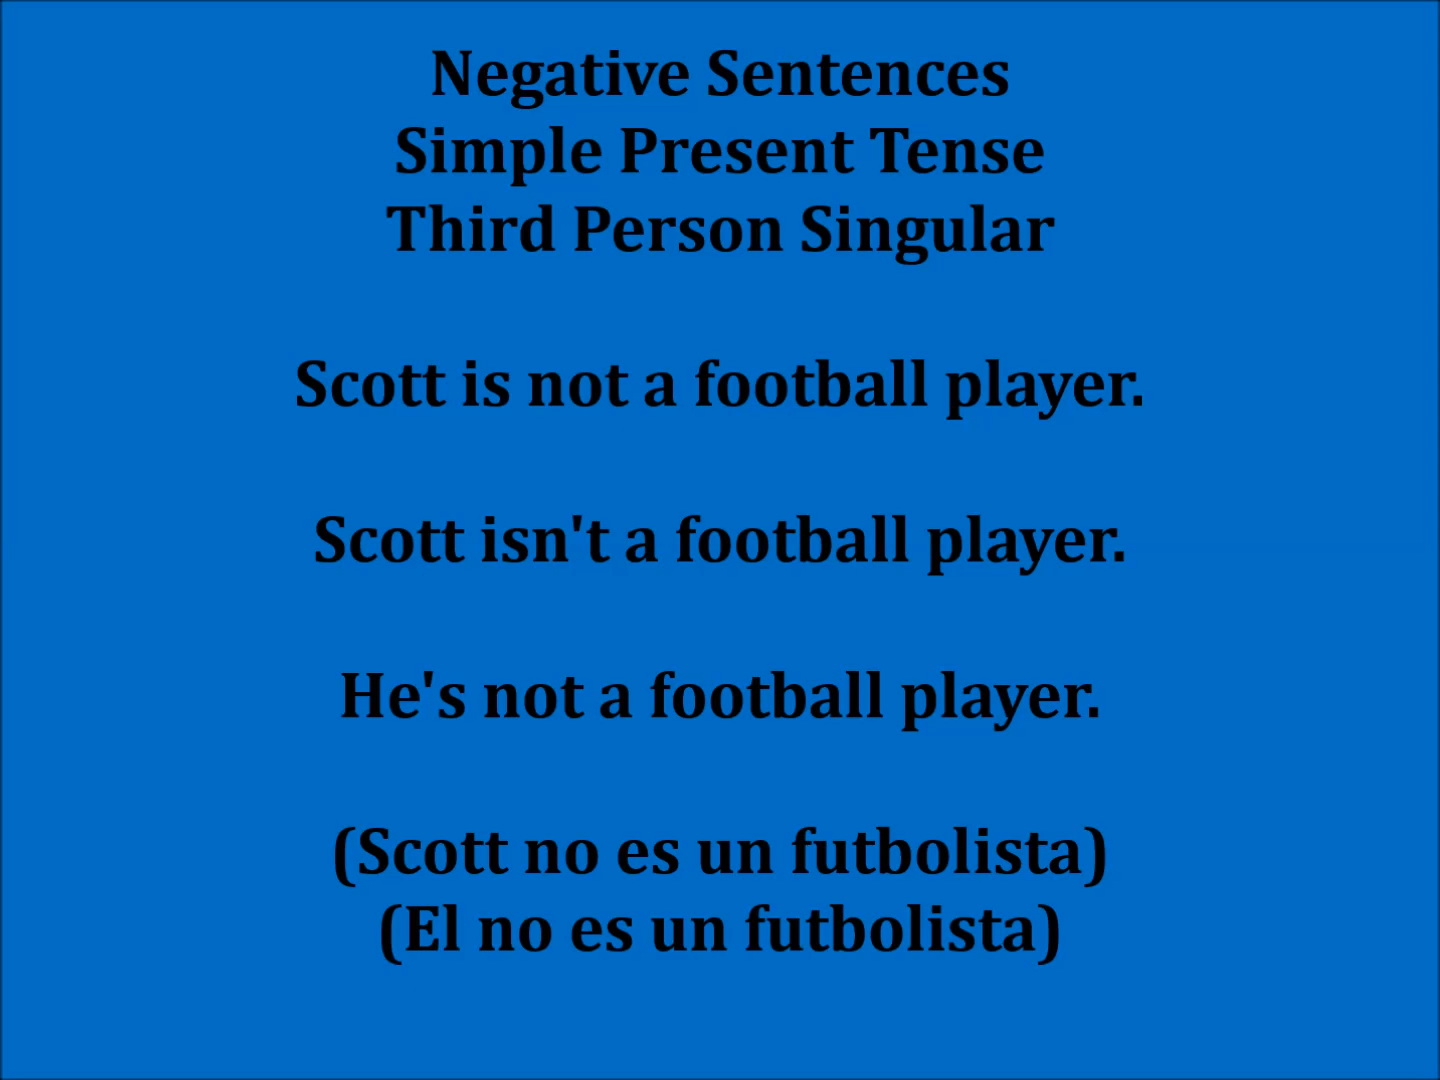 Negative Sentences
Simple Present Tense
Third Person Singular
Scott is not a football player.
Scott isn't a football player.
He's not a football player.
(Scott no es un futbolista)
(El no es un futbolista)